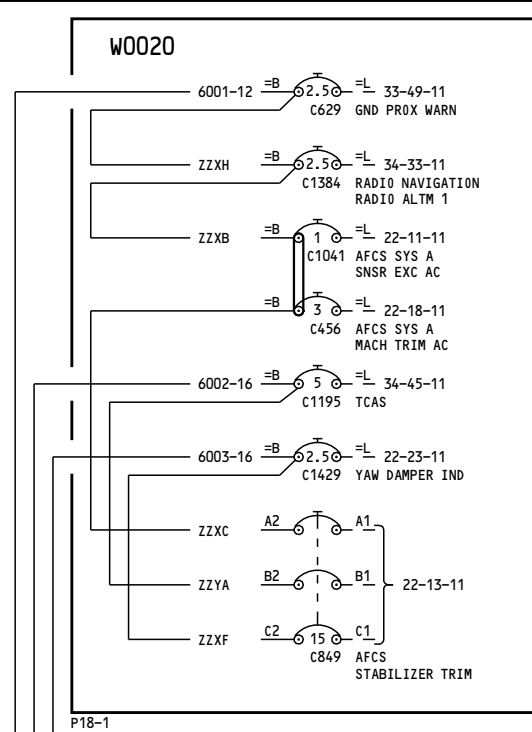 W0020
6001-12 =B 2.5 =L 33-49-11
C629 GND PROX WARN
ZZXH =B 2.5 =L 34-33-11
C1384 RADIO NAVIGATION
RADIO ALTM 1
ZZXB =B 1 =L 22-11-11
C1041 AFCS SYS A
SNSR EXC AC
=B 3 =L 22-18-11
C456 AFCS SYS A
MACH TRIM AC
6002-16 =B 5 =L 34-45-11
C1195 TCAS
6003-16 =B 2.5 =L 22-23-11
C1429 YAW DAMPER IND
ZZXC A2 A1
ZZYA B2 B1 22-13-11
ZZXF C2 15 C1
C849 AFCS
STABILIZER TRIM
P18-1